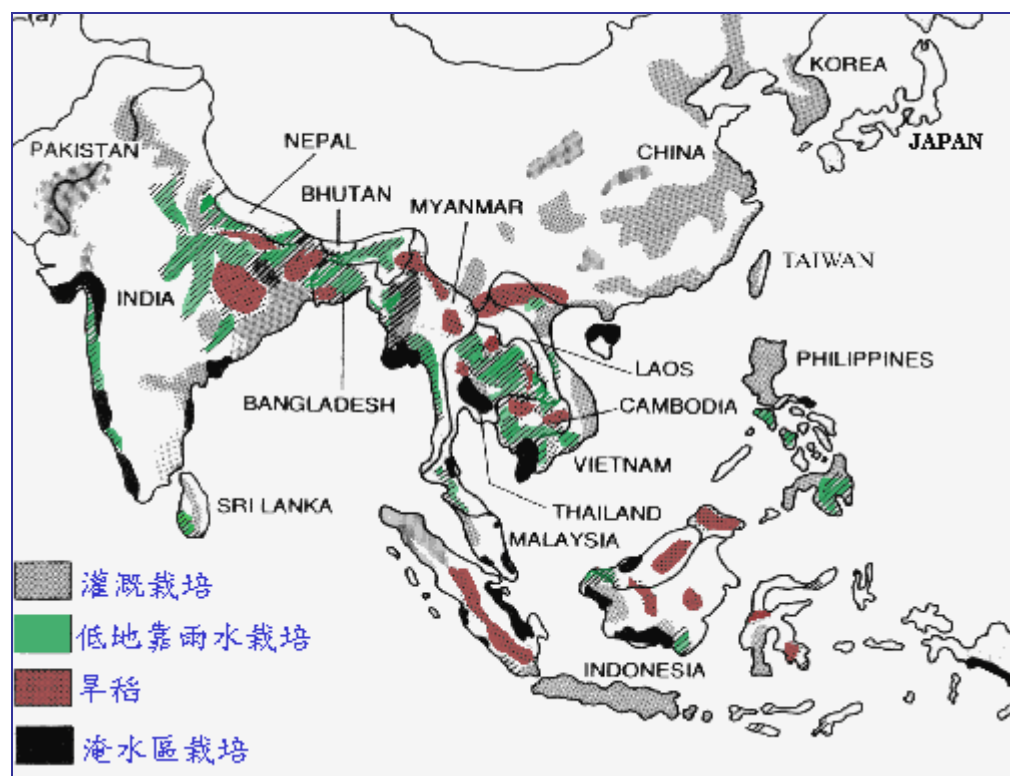 (a)
KOREA
JAPAN
PAKISTAN
NEPAL
CHINA
BHUTAN
MYANMAR
TAIWAN
INDIA
PHILIPPINES
LAOS
BANGLADESH
CAMBODIA
VIETNAM
SRI LANKA
THAILAND
MALAYSIA
INDONESIA
灌溉栽培
低地靠雨水栽培
旱稻
淹水區栽培